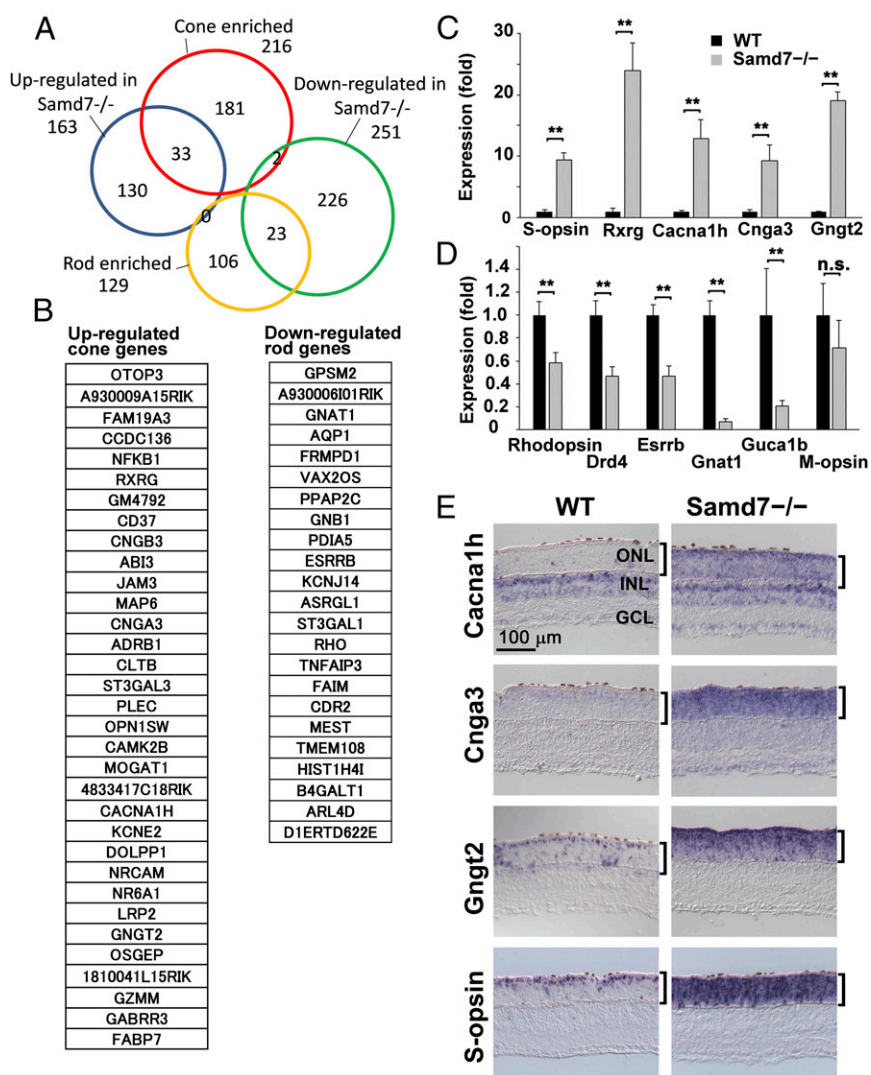 A
Cone enriched
216
Up-regulated in
Samd7-/-
163
Down-regulated in
Samd7-/-
251
181
33
2
130
226
0
23
106
Rod enriched
129
B
Up-regulated
cone genes
OTOP3
A930009A15RIK
FAM19A3
CCDC136
NFKB1
RXRG
GM4792
CD37
CNGB3
ABI3
JAM3
MAP6
CNGA3
ADRB1
CLTB
ST3GAL3
PLEC
OPN1SW
CAMK2B
MOGAT1
4833417C18RIK
CACNA1H
KCNE2
DOLPP1
NRCAM
NR6A1
LRP2
GNGT2
OSGEP
1810041L15RIK
GZMM
GABRR3
FABP7
Down-regulated
rod genes
GPSM2
A930006I01RIK
GNAT1
AQP1
FRMPD1
VAX2OS
PPAP2C
GNB1
PDIA5
ESRRB
KCNJ14
ASRGL1
ST3GAL1
RHO
TNFAIP3
FAIM
CDR2
MEST
TMEM108
HIST1H4I
B4GALT1
ARL4D
D1ERTD622E
C
Expression (fold)
30
20
10
0
WT
Samd7−/−
** ** ** ** **
S-opsin Rxrg Cacna1h Cnga3 Gngt2
D
Expression (fold)
1.4
1.2
1.0
0.8
0.6
0.4
0.2
0
** ** ** ** ** n.s.
Rhodopsin Esrrb Guca1b
Drd4 Gnat1 M-opsin
E
WT Samd7−/−
Cacna1h
ONL
INL
GCL
100 μm
Cnga3
Gngt2
S-opsin